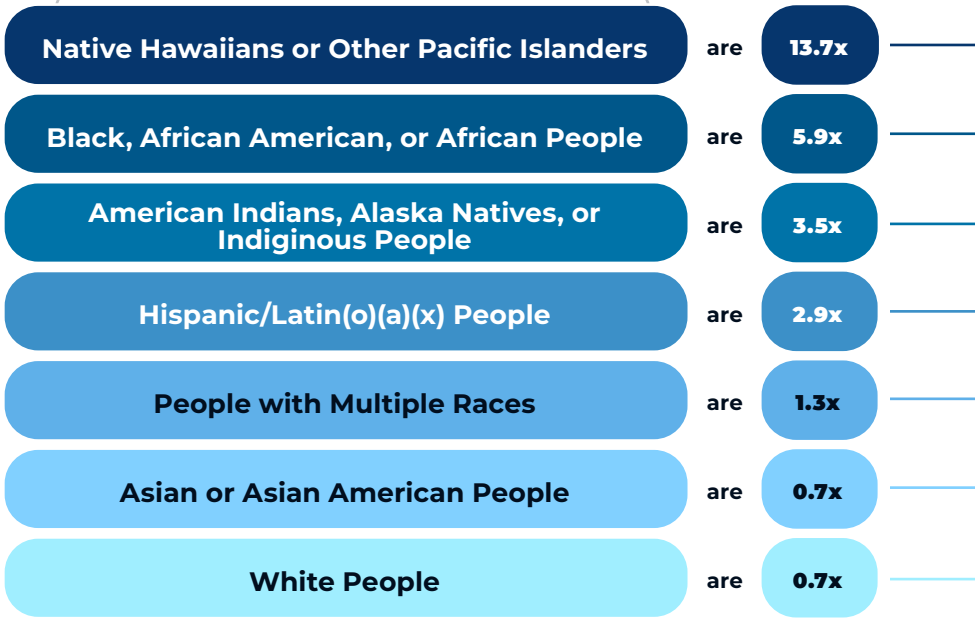 Native Hawaiians or Other Pacific Islanders are 13.7x
Black, African American, or African People are 5.9x
American Indians, Alaska Natives, or
Indiginous People are 3.5x
Hispanic/Latin(o)(a)(x) People are 2.9x
People with Multiple Races are 1.3x
Asian or Asian American People are 0.7x
White People are 0.7x